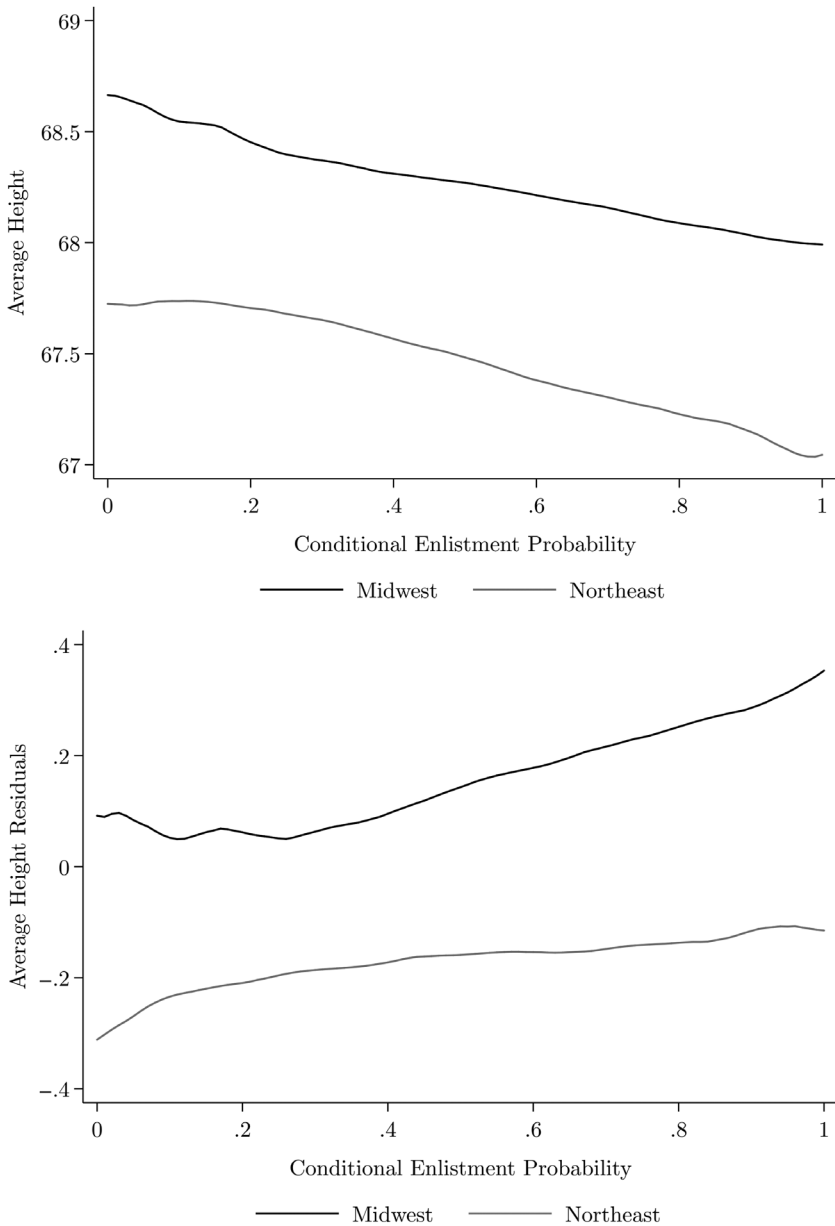 69
68.5
68
67.5
67
Average Height
0 .2 .4 .6 .8 1
Conditional Enlistment Probability
Midwest Northeast
.4
.2
0
−.2
−.4
Average Height Residuals
0 .2 .4 .6 .8 1
Conditional Enlistment Probability
Midwest Northeast